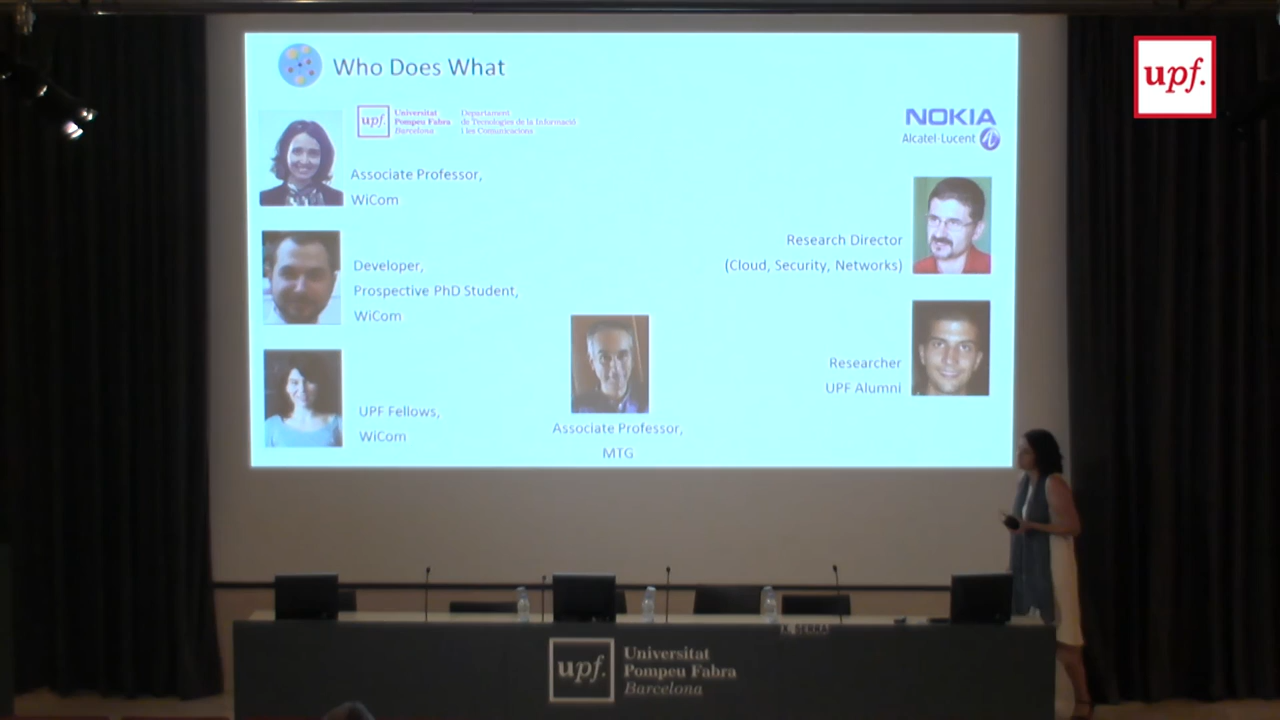 Who Does What
upf.
upf.
Universitat
Pompeu Fabra
Barcelona
Departament
de Tecnologies de la Informació
i les Comunicacions
NOKIA
Alcatel·Lucent
Associate Professor,
WiCom
Research Director
(Cloud, Security, Networks)
Developer,
Prospective PhD Student,
WiCom
Researcher
UPF Alumni
UPF Fellows,
WiCom
Associate Professor,
MTG
X. SERRA
upf.
Universitat
Pompeu Fabra
Barcelona